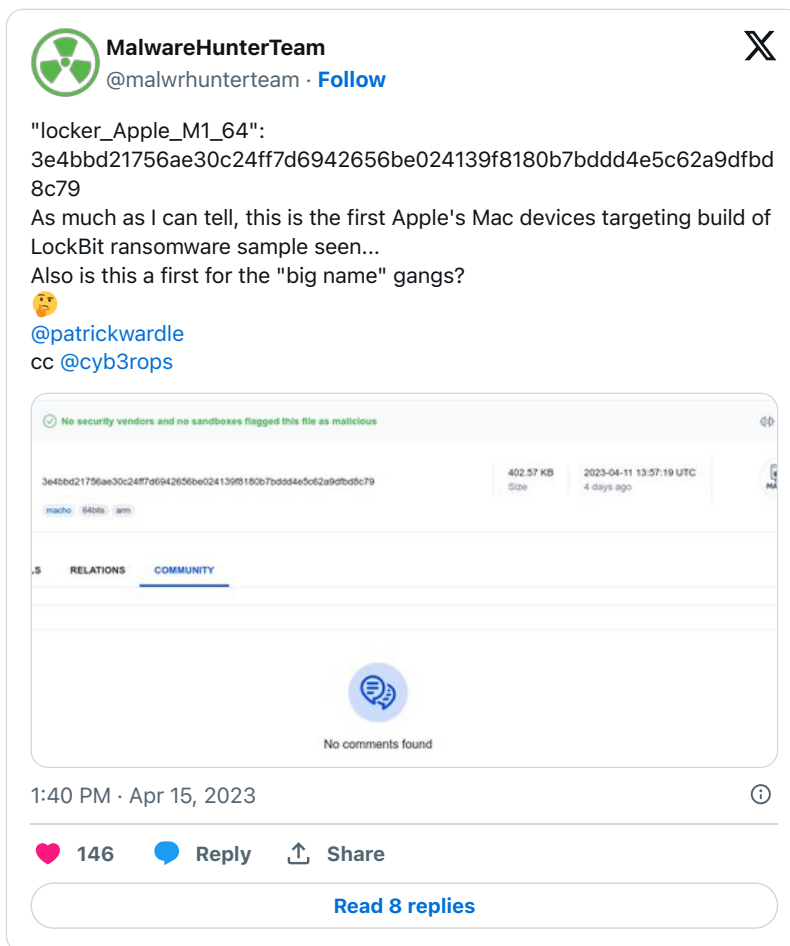 MalwareHunterTeam
@malwrhunterteam · Follow
"locker_Apple_M1_64":
3e4bbd21756ae30c24ff7d6942656be024139f8180b7bddd4e5c62a9dfbd
8c79
As much as I can tell, this is the first Apple's Mac devices targeting build of
LockBit ransomware sample seen...
Also is this a first for the "big name" gangs?
🤔
@patrickwardle
cc @cyb3rops
No security vendors and no sandboxes flagged this file as malicious
3e4bbd21756ae30c24ff7d6942656be024139f8180b7bddd4e5c62a9dfbd8c79
402.57 KB
Size
2023-04-11 13:57:19 UTC
4 days ago
macho 64bits arm
RELATIONS COMMUNITY
No comments found
1:40 PM · Apr 15, 2023
146 Reply Share
Read 8 replies